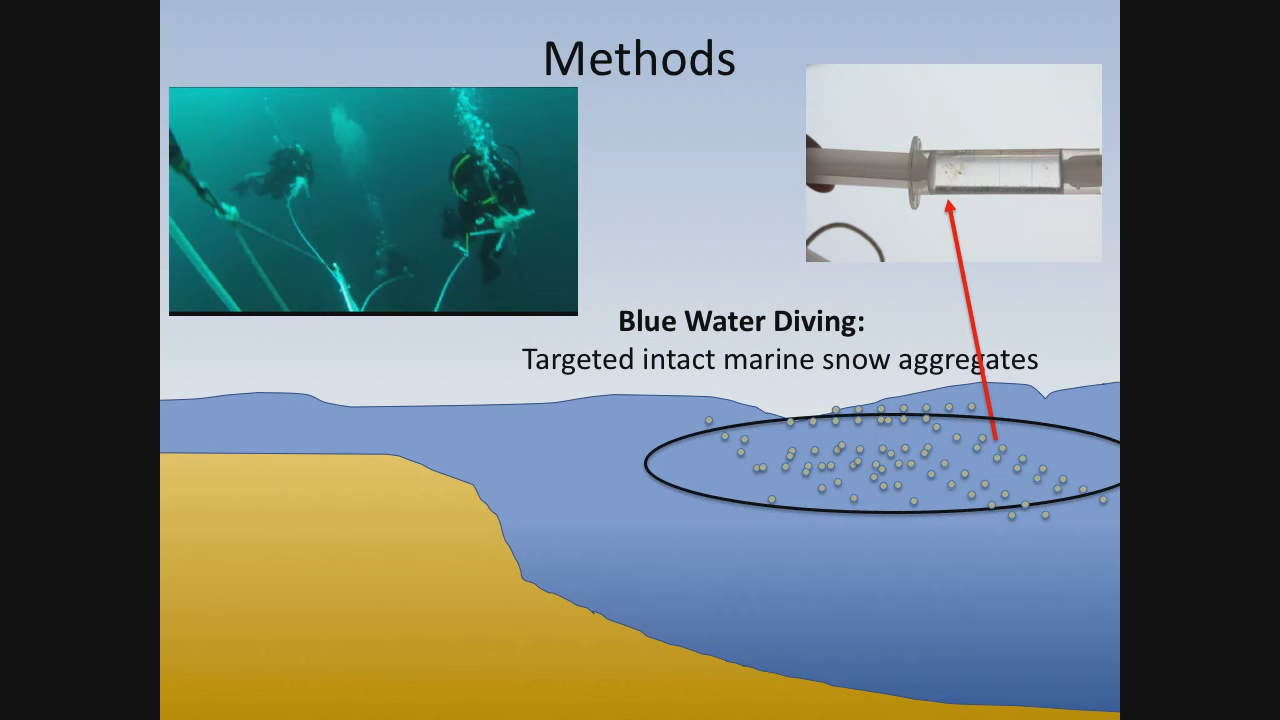 Methods
Blue Water Diving:
Targeted intact marine snow aggregates